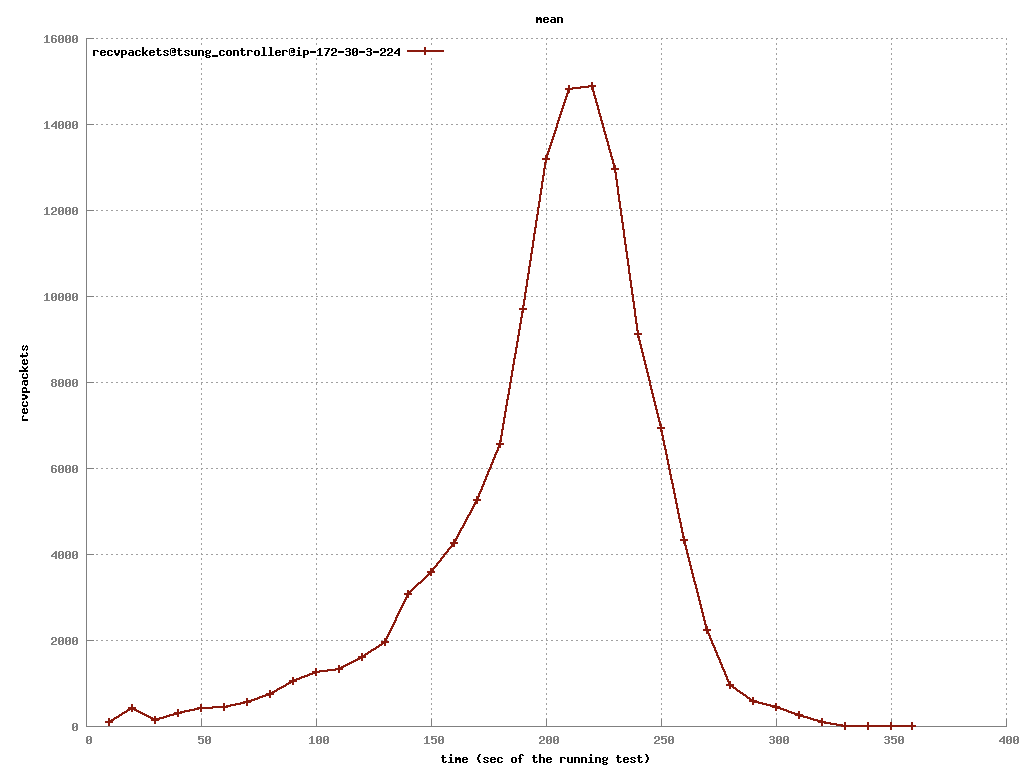 mean
16000
recvpackets@tsung_controller@ip-172-30-3-224
14000
12000
10000
8000
6000
4000
2000
0
recvpackets
0 50 100 150 200 250 300 350 400
time (sec of the running test)